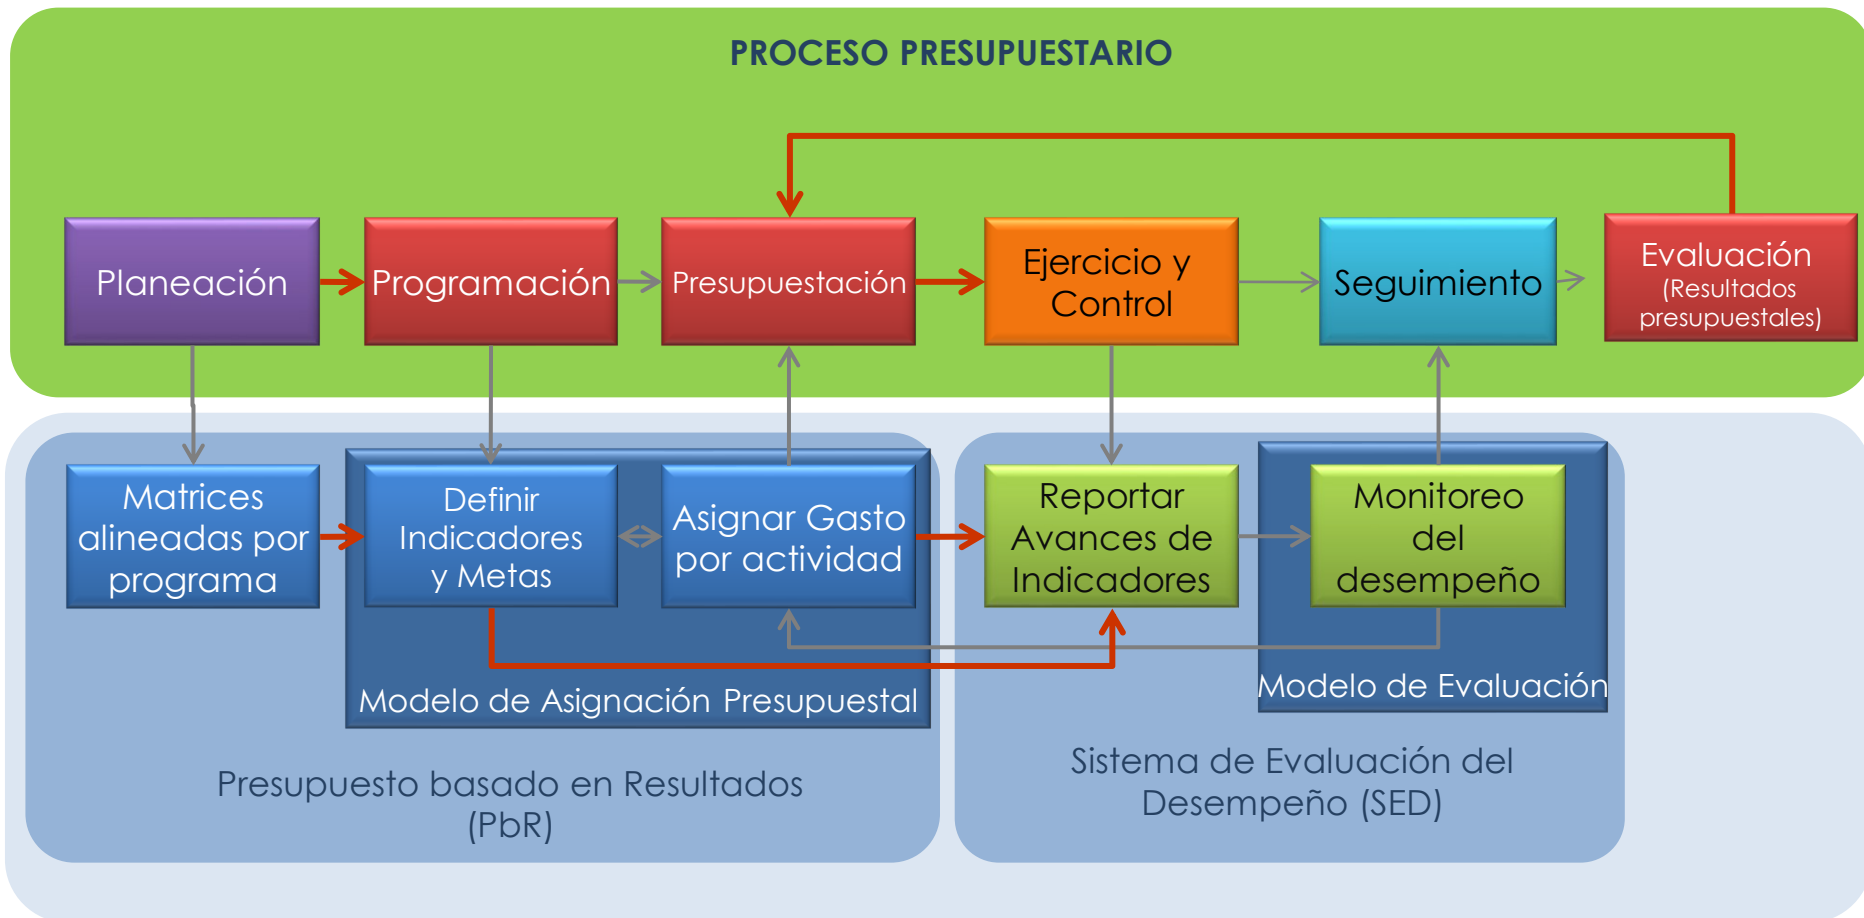 PROCESO PRESUPUESTARIO
Planeación
Programación
Presupuestación
Ejercicio y
Control
Seguimiento
Evaluación
(Resultados
presupuestales)
Matrices
alineadas por
programa
Definir
Indicadores
y Metas
Asignar Gasto
por actividad
Reportar
Avances de
Indicadores
Monitoreo
del
desempeño
Modelo de Asignación Presupuestal
Modelo de Evaluación
Presupuesto basado en Resultados
(PbR)
Sistema de Evaluación del
Desempeño (SED)